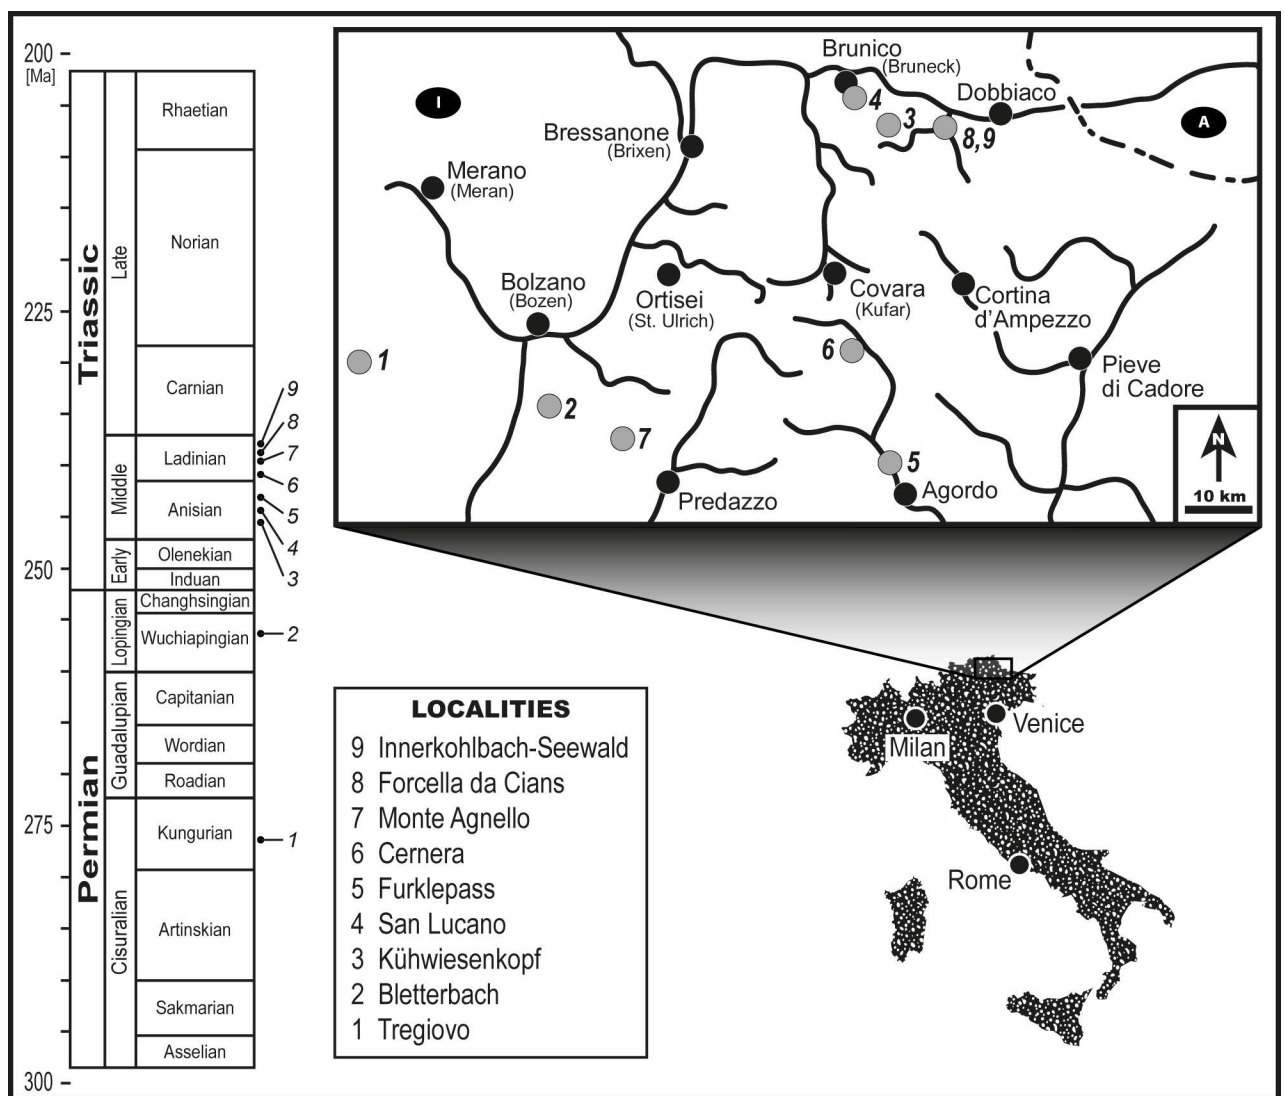 200
[Ma]
225
250
275
300
Triassic
Permian
Late
Middle
Early
Lopingian
Guadalupian
Cisuralian
Rhaetian
Norian
Carnian
Ladinian
Anisian
Olenekian
Induan
Changhsingian
Wuchiapingian
Capitanian
Wordian
Roadian
Kungurian
Artinskian
Sakmarian
Asselian
9
8
7
6
5
4
3
2
1
I
A
Brunico
(Bruneck)
4
3
8,9
Dobbiaco
Bressanone
(Brixen)
Merano
(Meran)
Bolzano
(Bozen)
Ortisei
(St. Ulrich)
Covara
(Kufar)
Cortina
d'Ampezzo
Pieve
di Cadore
1
2
7
6
5
Predazzo
Agordo
N
10 km
LOCALITIES
9 Innerkohlbach-Seewald
8 Forcella da Cians
7 Monte Agnello
6 Cernera
5 Furklepass
4 San Lucano
3 Kühwiesenkopf
2 Bletterbach
1 Tregiovo
Milan
Venice
Rome